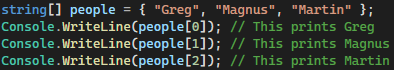 string[] people = { "Greg", "Magnus", "Martin" };
Console.WriteLine(people[0]); // This prints Greg
Console.WriteLine(people[1]); // This prints Magnus
Console.WriteLine(people[2]); // This prints Martin